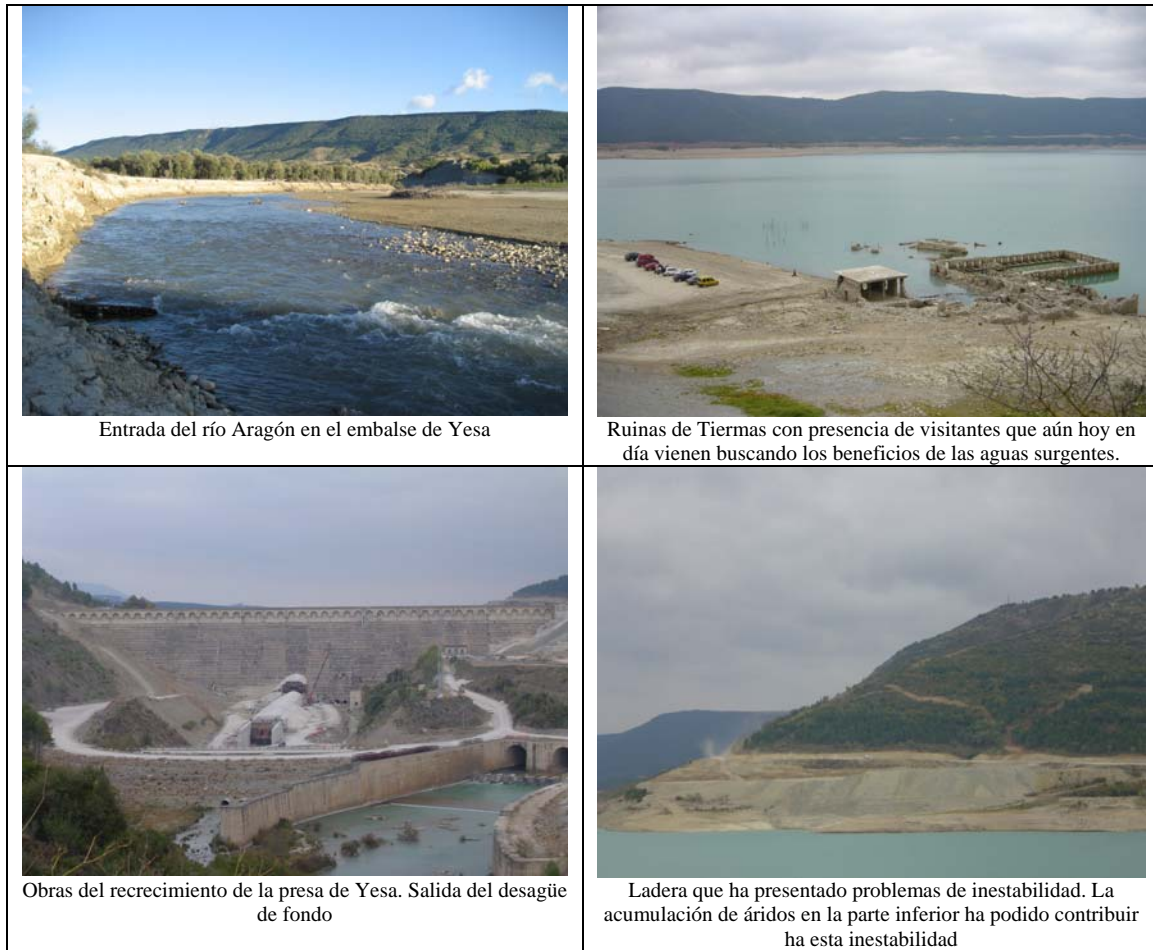 Entrada del río Aragón en el embalse de Yesa
Ruinas de Tiermas con presencia de visitantes que aún hoy en
día vienen buscando los beneficios de las aguas surgentes.
Obras del recrecimiento de la presa de Yesa. Salida del desagüe
de fondo
Ladera que ha presentado problemas de inestabilidad. La
acumulación de áridos en la parte inferior ha podido contribuir
ha esta inestabilidad